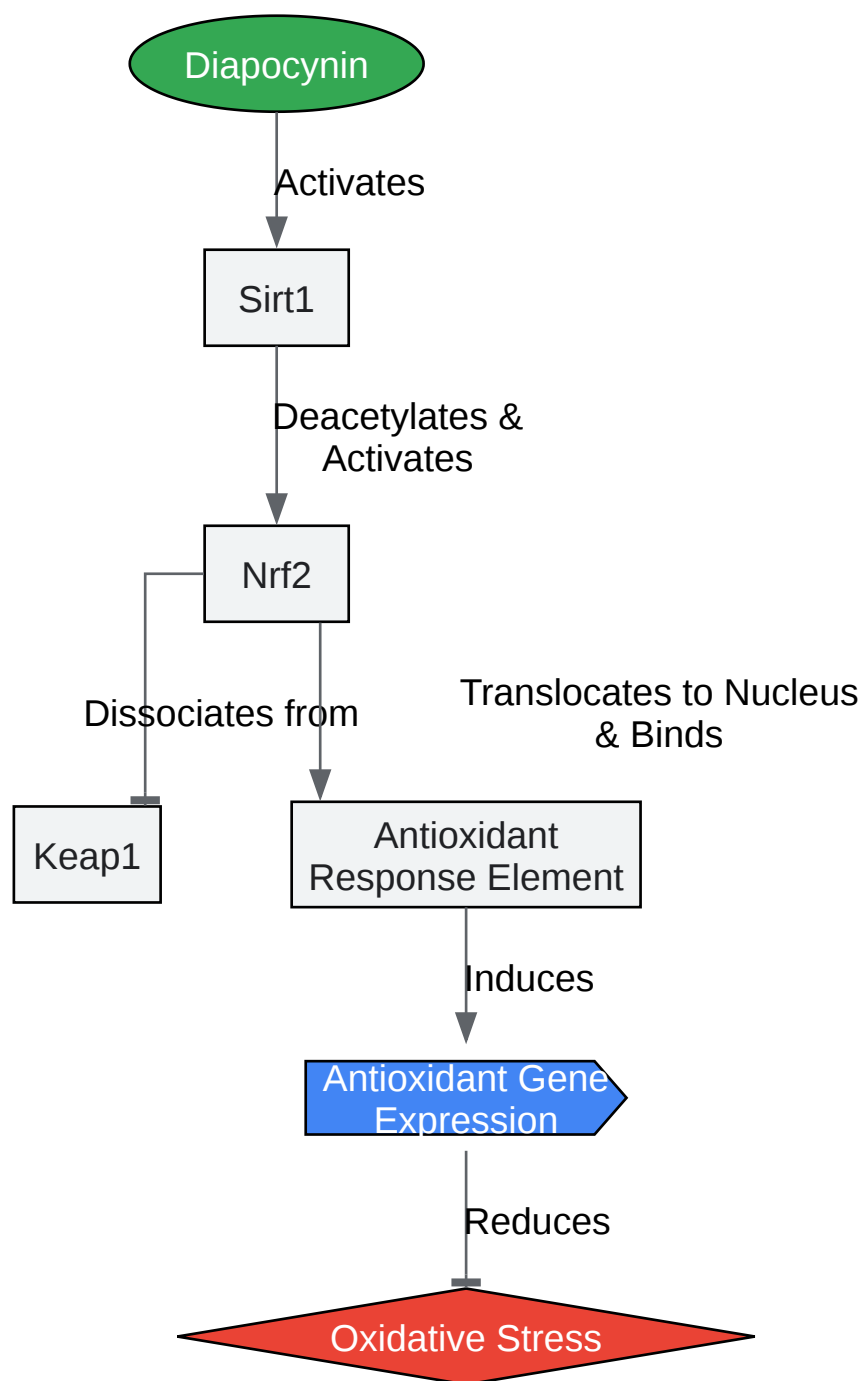 Diapocynin
Activates
Sirt1
Deacetylates &
Activates
Nrf2
Dissociates from
Translocates to Nucleus
& Binds
Keap1
Antioxidant
Response Element
Induces
Antioxidant Gene
Expression
Reduces
Oxidative Stress